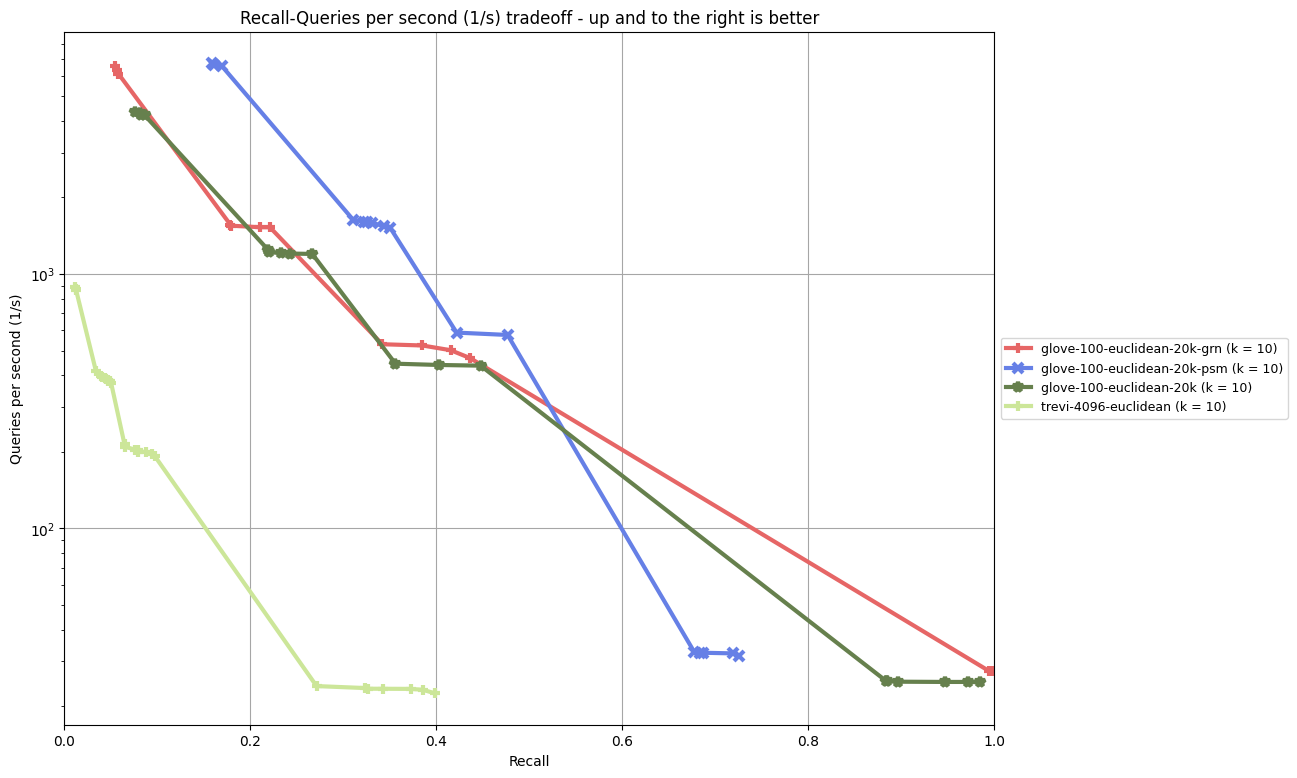 Recall-Queries per second (1/s) tradeoff - up and to the right is better
Queries per second (1/s)
10³
10²
0.0 0.2 0.4 0.6 0.8 1.0
Recall
glove-100-euclidean-20k-grn (k = 10)
glove-100-euclidean-20k-psm (k = 10)
glove-100-euclidean-20k (k = 10)
trevi-4096-euclidean (k = 10)